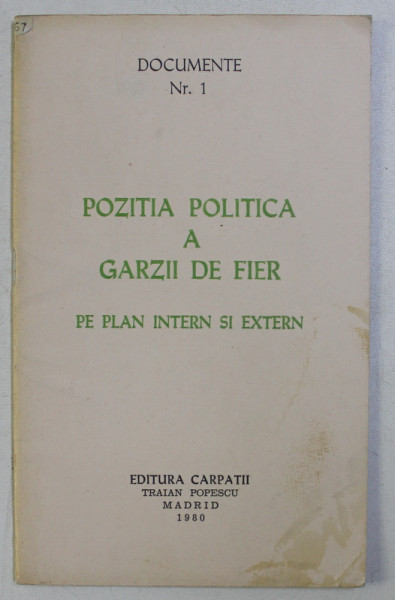 67
DOCUMENTE
Nr. 1
POZITIA POLITICA
A
GARZII DE FIER
PE PLAN INTERN SI EXTERN
EDITURA CARPATII
TRAIAN POPESCU
MADRID
1980